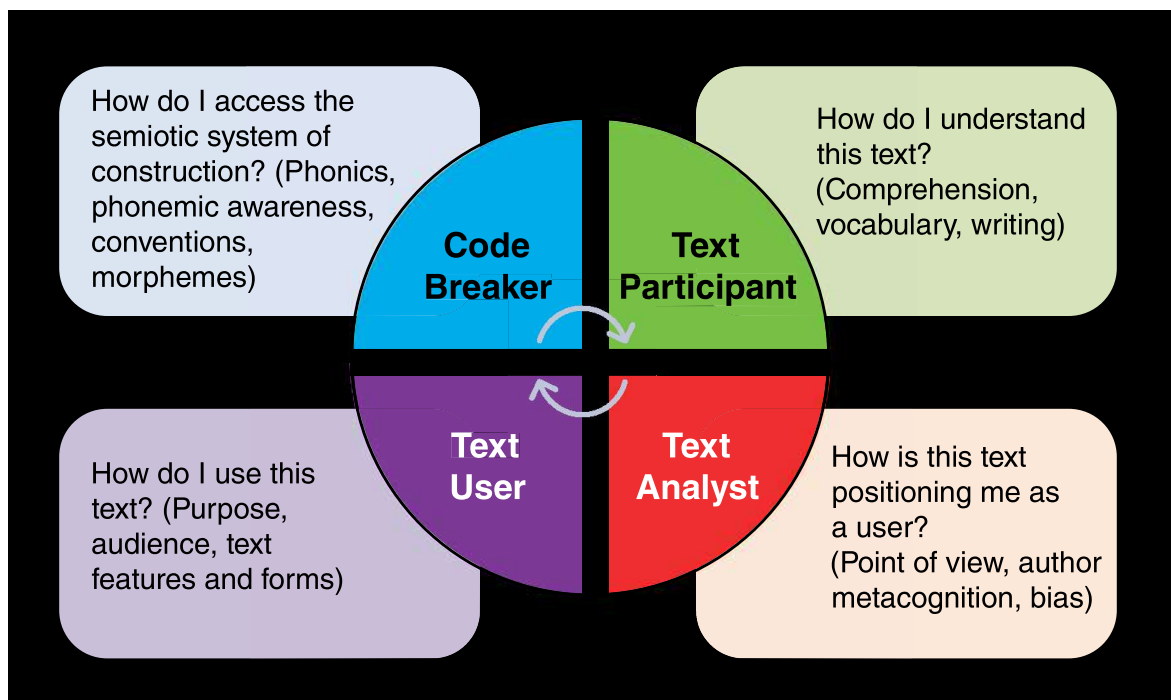 How do I access the
semiotic system of
construction? (Phonics,
phonemic awareness,
conventions,
morphemes)
Code
Breaker
Text
Participant
How do I understand
this text?
(Comprehension,
vocabulary, writing)
How do I use this
text? (Purpose,
audience, text
features and forms)
Text
User
Text
Analyst
How is this text
positioning me as
a user?
(Point of view, author
metacognition, bias)